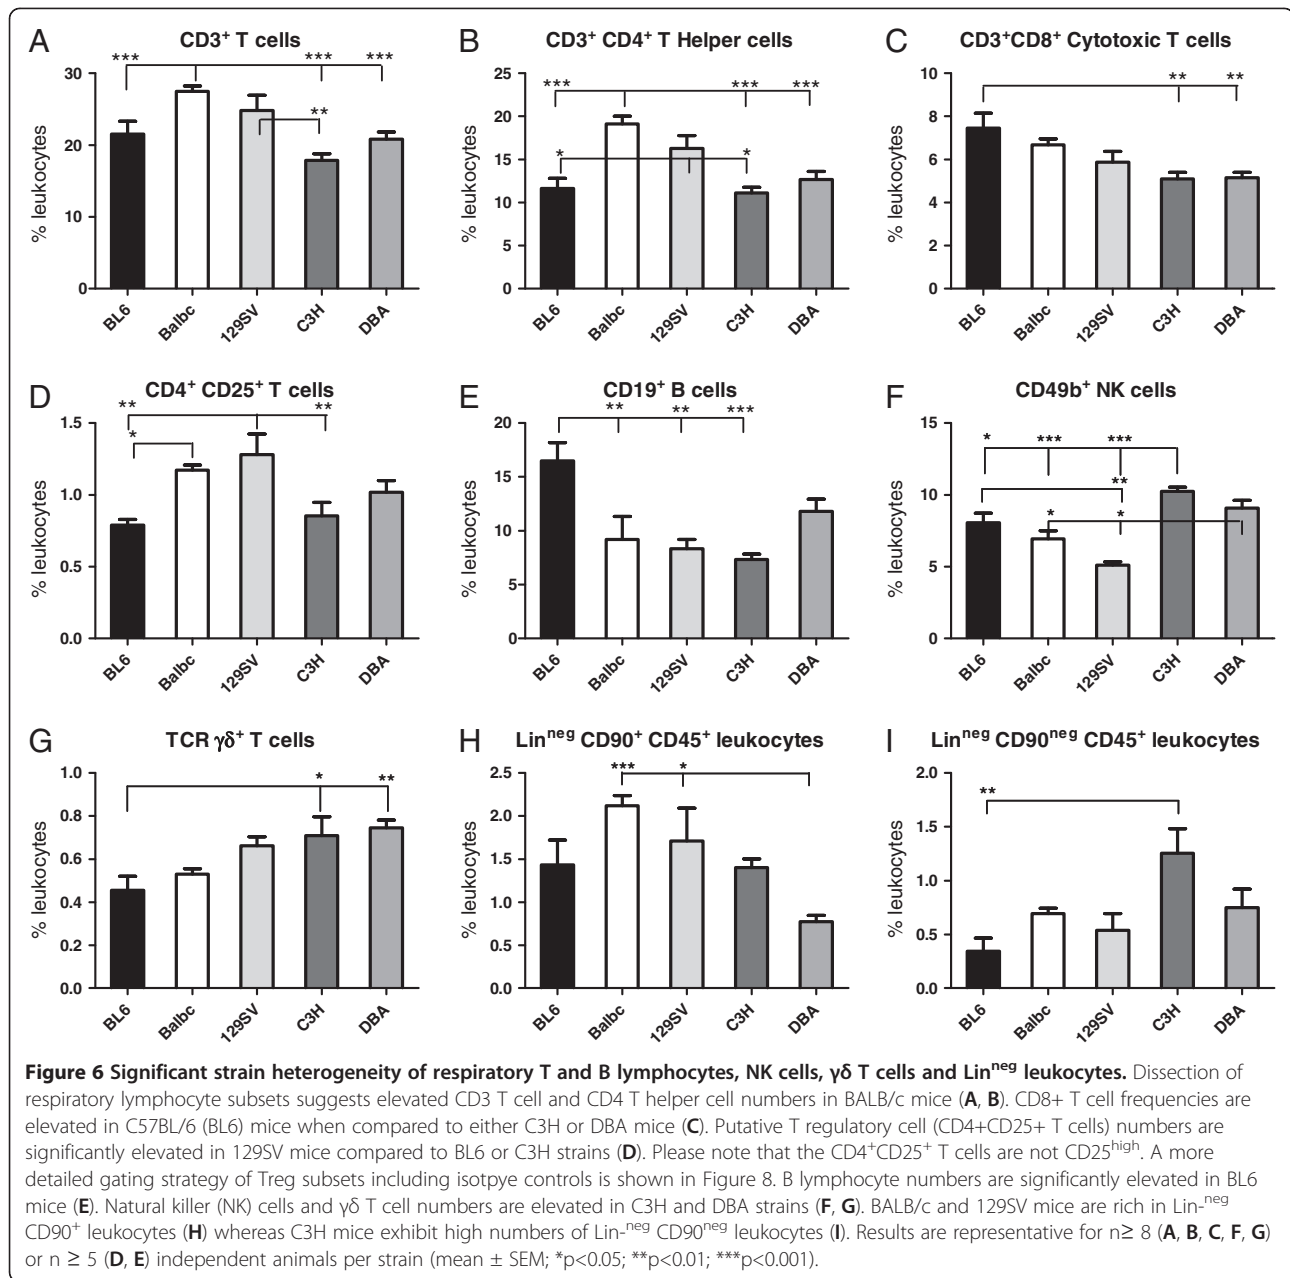 A
CD3⁺ T cells
*** *** ***
**
% leukocytes
30
20
10
0
BL6 Balbc 129SV C3H DBA
B
CD3⁺ CD4⁺ T Helper cells
*** *** ***
* *
% leukocytes
25
20
15
10
5
0
BL6 Balbc 129SV C3H DBA
C
CD3⁺CD8⁺ Cytotoxic T cells
** **
% leukocytes
10
8
6
4
2
0
BL6 Balbc 129SV C3H DBA
D
CD4⁺ CD25⁺ T cells
** **
*
% leukocytes
1.5
1.0
0.5
0.0
BL6 Balbc 129SV C3H DBA
E
CD19⁺ B cells
** ** ***
% leukocytes
20
15
10
5
0
BL6 Balbc 129SV C3H DBA
F
CD49b⁺ NK cells
* *** ***
**
* *
% leukocytes
15
10
5
0
BL6 Balbc 129SV C3H DBA
G
TCR γδ⁺ T cells
* **
% leukocytes
1.0
0.8
0.6
0.4
0.2
0.0
BL6 Balbc 129SV C3H DBA
H
Lin^neg CD90⁺ CD45⁺ leukocytes
*** *
% leukocytes
2.5
2.0
1.5
1.0
0.5
0.0
BL6 Balbc 129SV C3H DBA
I
Lin^neg CD90^neg CD45⁺ leukocytes
**
% leukocytes
2.0
1.5
1.0
0.5
0.0
BL6 Balbc 129SV C3H DBA
Figure 6 Significant strain heterogeneity of respiratory T and B lymphocytes, NK cells, γδ T cells and Lin^neg leukocytes. Dissection of
respiratory lymphocyte subsets suggests elevated CD3 T cell and CD4 T helper cell numbers in BALB/c mice (A, B). CD8+ T cell frequencies are
elevated in C57BL/6 (BL6) mice when compared to either C3H or DBA mice (C). Putative T regulatory cell (CD4+CD25+ T cells) numbers are
significantly elevated in 129SV mice compared to BL6 or C3H strains (D). Please note that the CD4⁺CD25⁺ T cells are not CD25^high. A more
detailed gating strategy of Treg subsets including isotpye controls is shown in Figure 8. B lymphocyte numbers are significantly elevated in BL6
mice (E). Natural killer (NK) cells and γδ T cell numbers are elevated in C3H and DBA strains (F, G). BALB/c and 129SV mice are rich in Lin-^neg
CD90⁺ leukocytes (H) whereas C3H mice exhibit high numbers of Lin-^neg CD90^neg leukocytes (I). Results are representative for n≥ 8 (A, B, C, F, G)
or n ≥ 5 (D, E) independent animals per strain (mean ± SEM; *p<0.05; **p<0.01; ***p<0.001).